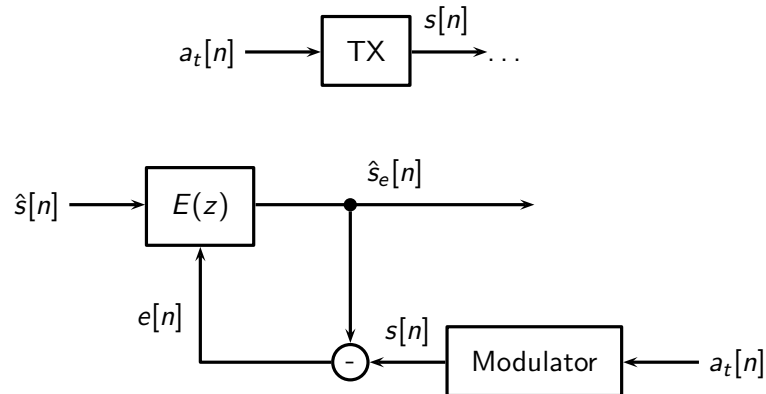 s[n]
a_t[n] TX ...
ŝ[n] E(z) ŝ_e[n]
e[n] s[n]
- Modulator a_t[n]